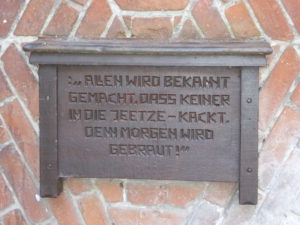 :„ ALLEN WIRD BEKANNT
GEMACHT, DASS KEINER
IN DIE JEETZE-KACKT.
DENN MORGEN WIRD
GEBRAUT!“